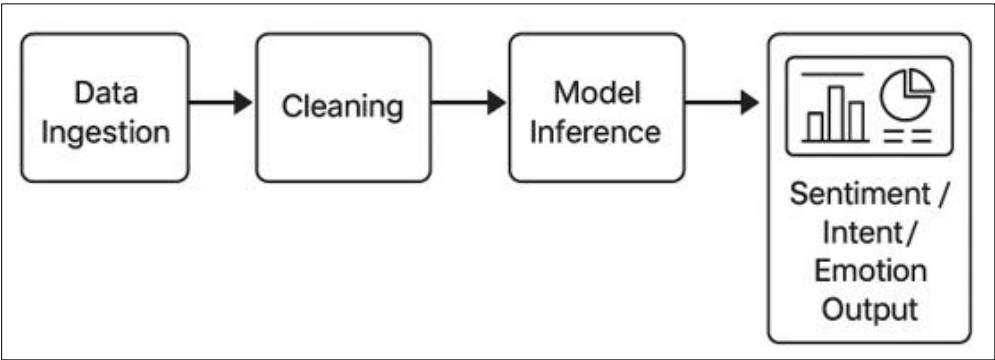 Data
Ingestion
Cleaning
Model
Inference
Sentiment /
Intent/
Emotion
Output